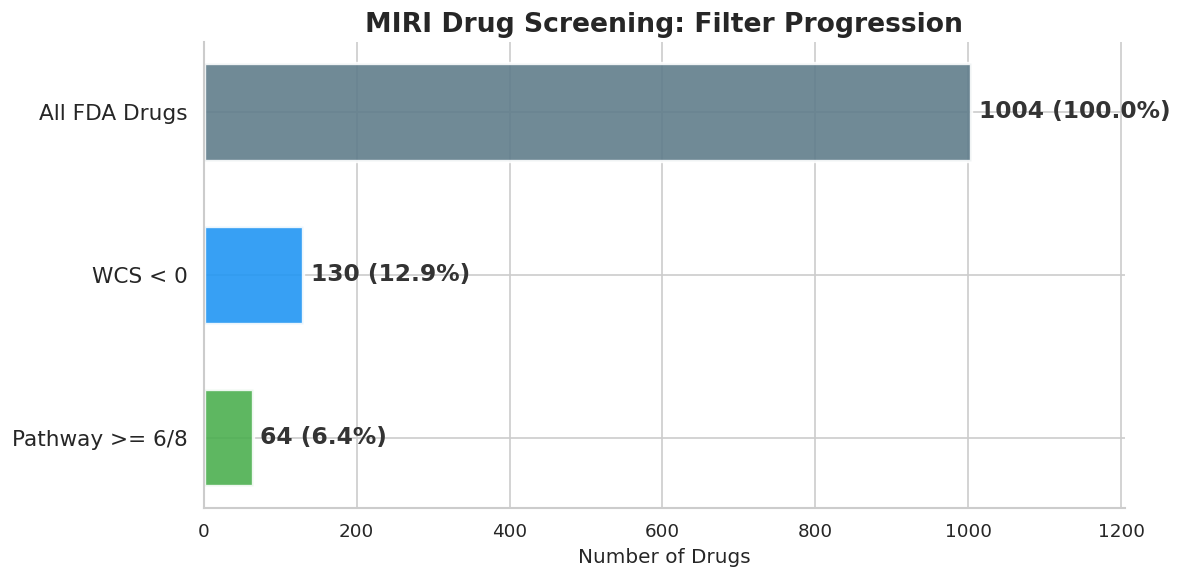 MIRI Drug Screening: Filter Progression
All FDA Drugs
1004 (100.0%)
WCS < 0
130 (12.9%)
Pathway >= 6/8
64 (6.4%)
0 200 400 600 800 1000 1200
Number of Drugs